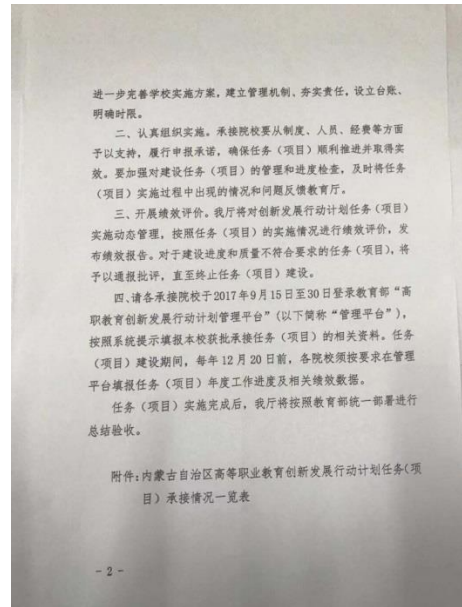 进一步完善学校实施方案，建立管理机制、夯实责任，设立台账、
明确时限。
二、认真组织实施。承接院校要从制度、人员、经费等方面
予以支持，履行申报承诺，确保任务（项目）顺利推进并取得实
效。要加强对建设任务（项目）的管理和进度检查，及时将任务
（项目）实施过程中出现的情况和问题反馈教育厅。
三、开展绩效评价。我厅将对创新发展行动计划任务（项目）
实施动态管理，按照任务（项目）的实施情况进行绩效评价，发
布绩效报告。对于建设进度和质量不符合要求的任务（项目），将
予以通报批评，直至终止任务（项目）建设。
四、请各承接院校于2017年9月15日至30日登录教育部“高
职教育创新发展行动计划管理平台”（以下简称“管理平台”），
按照系统提示填报本校获批承接任务（项目）的相关资料。任务
（项目）建设期间，每年12月20日前，各院校须按要求在管理
平台填报任务（项目）年度工作进度及相关绩效数据。
任务（项目）实施完成后，我厅将按照教育部统一部署进行
总结验收。
附件：内蒙古自治区高等职业教育创新发展行动计划任务（项
目）承接情况一览表
- 2 -